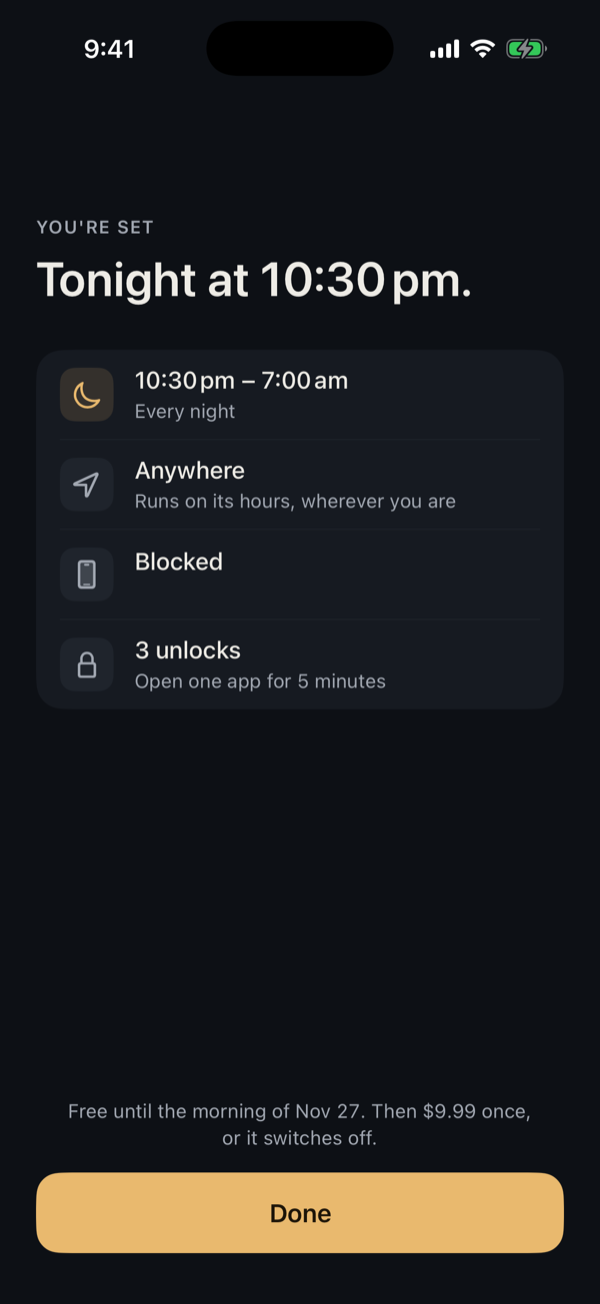 9:41
YOU'RE SET
Tonight at 10:30 pm.
10:30 pm – 7:00 am
Every night
Anywhere
Runs on its hours, wherever you are
Blocked
3 unlocks
Open one app for 5 minutes
Free until the morning of Nov 27. Then $9.99 once,
or it switches off.
Done